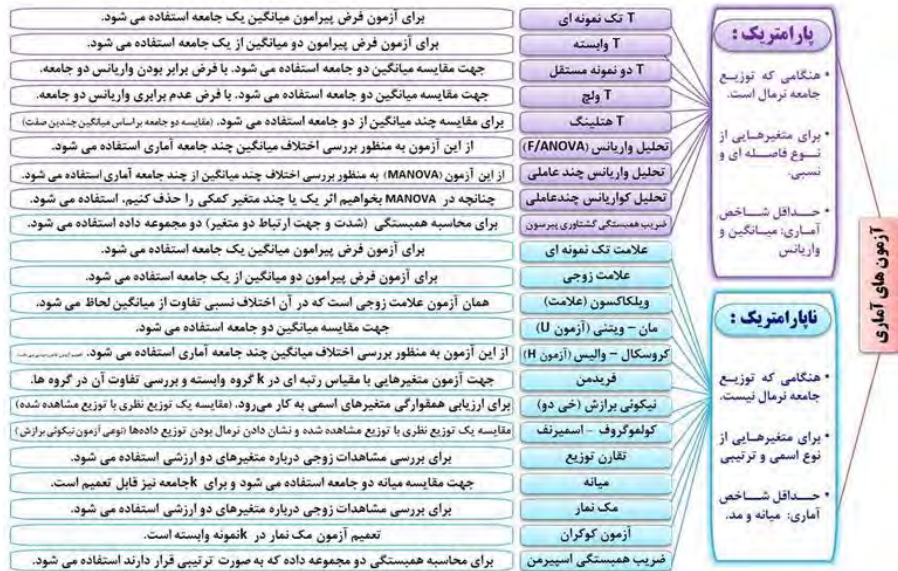 آزمون های آماری
پارامتریک :
• هنگامی که توزیع
جامعه نرمال است.
• برای متغیرهایی از
نوع فاصله ای و
نسبی.
• حداقل شاخص
آماری: میانگین و
واریانس
T تک نمونه ای
برای آزمون فرض پیرامون میانگین یک جامعه استفاده می شود.
T وابسته
برای آزمون فرض پیرامون دو میانگین از یک جامعه استفاده می شود.
T دو نمونه مستقل
جهت مقایسه میانگین دو جامعه استفاده می شود. با فرض برابر بودن واریانس دو جامعه.
T ولچ
جهت مقایسه میانگین دو جامعه استفاده می شود. با فرض عدم برابری واریانس دو جامعه.
T هتلینگ
برای مقایسه چند میانگین از دو جامعه استفاده می شود. (مقایسه دو جامعه براساس میانگین چندین صفت)
تحلیل واریانس (F/ANOVA)
از این آزمون به منظور بررسی اختلاف میانگین چند جامعه آماری استفاده می شود.
تحلیل واریانس چند عاملی
از این آزمون (MANOVA) به منظور بررسی اختلاف چند میانگین از چند جامعه آماری استفاده می شود.
تحلیل کواریانس چندعاملی
چنانچه در MANOVA بخواهیم اثر یک یا چند متغیر کمکی را حذف کنیم. استفاده می شود.
ضریب همبستگی گشتاوری پیرسون
برای محاسبه همبستگی (شدت و جهت ارتباط دو متغیر) دو مجموعه داده استفاده می شود.
ناپارامتریک :
• هنگامی که توزیع
جامعه نرمال نیست.
• برای متغیرهایی از
نوع اسمی و ترتیبی
• حداقل شاخص
آماری: میانه و مد.
علامت تک نمونه ای
برای آزمون فرض پیرامون میانگین یک جامعه استفاده می شود.
علامت زوجی
برای آزمون فرض پیرامون دو میانگین از یک جامعه استفاده می شود.
ویلکاکسون (علامت)
همان آزمون علامت زوجی است که در آن اختلاف نسبی تفاوت از میانگین لحاظ می شود.
مان – ویتنی (آزمون U)
جهت مقایسه میانگین دو جامعه استفاده می شود.
کروسکال – والیس (آزمون H)
از این آزمون به منظور بررسی اختلاف میانگین چند جامعه آماری استفاده می شود.
فریدمن
جهت آزمون متغیرهایی با مقیاس رتبه ای در k گروه وابسته و بررسی تفاوت آن در گروه ها.
نیکوئی برازش (خی دو)
برای ارزیابی همقوارگی متغیرهای اسمی به کار می‌رود. (مقایسه یک توزیع نظری با توزیع مشاهده شده)
کولموگروف – اسمیرنف
مقایسه یک توزیع نظری با توزیع مشاهده شده و نشان دادن نرمال بودن توزیع داده‌ها (نوعی آزمون نیکوئی برازش)
تقارن توزیع
برای بررسی مشاهدات زوجی درباره متغیرهای دو ارزشی استفاده می شود.
میانه
جهت مقایسه میانه دو جامعه استفاده می شود و برای kجامعه نیز قابل تعمیم است.
مک نمار
برای بررسی مشاهدات زوجی درباره متغیرهای دو ارزشی استفاده می شود.
آزمون کوکران
تعمیم آزمون مک نمار در kنمونه وابسته است.
ضریب همبستگی اسپیرمن
برای محاسبه همبستگی دو مجموعه داده که به صورت ترتیبی قرار دارند استفاده می شود.